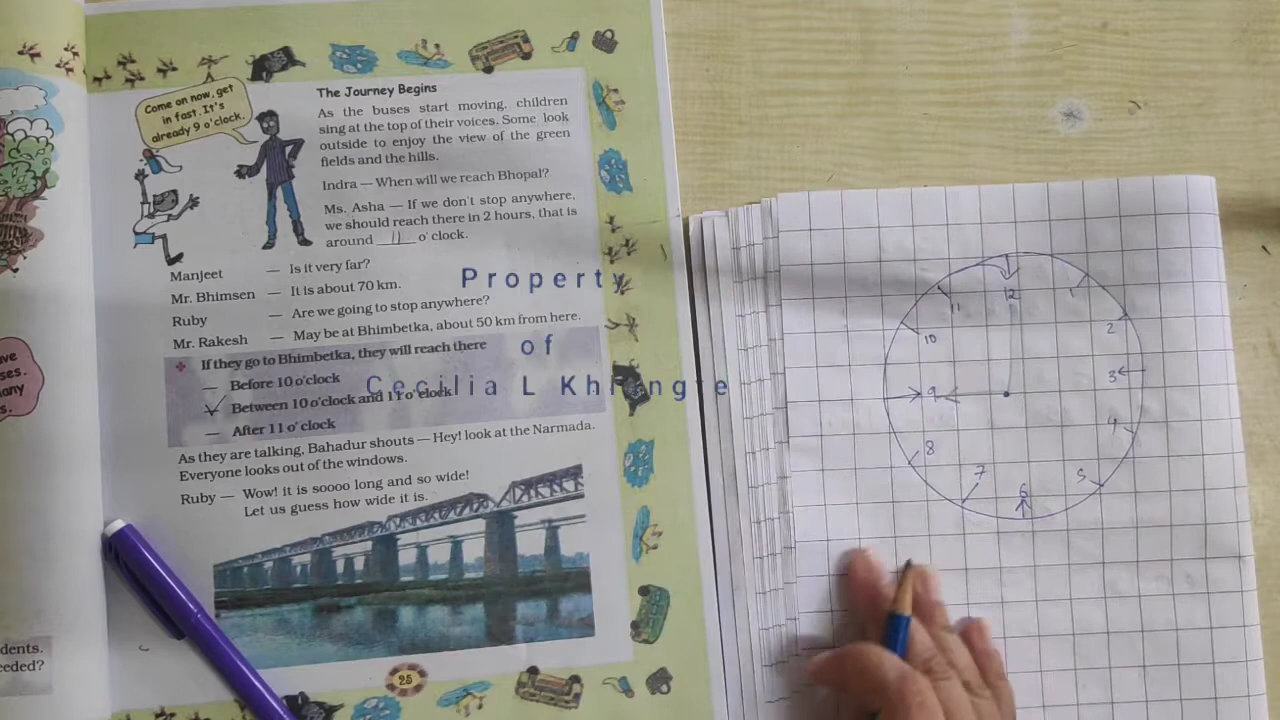 Come on now, get
in fast. It's
already 9 o'clock.
The Journey Begins
As the buses start moving, children
sing at the top of their voices. Some look
outside to enjoy the view of the green
fields and the hills.
Indra — When will we reach Bhopal?
Ms. Asha — If we don't stop anywhere,
we should reach there in 2 hours, that is
around 11 o' clock.
Manjeet — Is it very far?
Mr. Bhimsen — It is about 70 km.
Ruby — Are we going to stop anywhere?
Mr. Rakesh — May be at Bhimbetka, about 50 km from here.
If they go to Bhimbetka, they will reach there
— Before 10 o'clock
Between 10 o'clock and 11 o' clock
— After 11 o' clock
As they are talking, Bahadur shouts — Hey! look at the Narmada.
Everyone looks out of the windows.
Ruby — Wow! it is soooo long and so wide!
Let us guess how wide it is.
25
dents.
eeded?
ses.
any
s.
Property
of
Cecilia L Khiangte
12
1
2
3
4
5
6
7
8
9
10
11